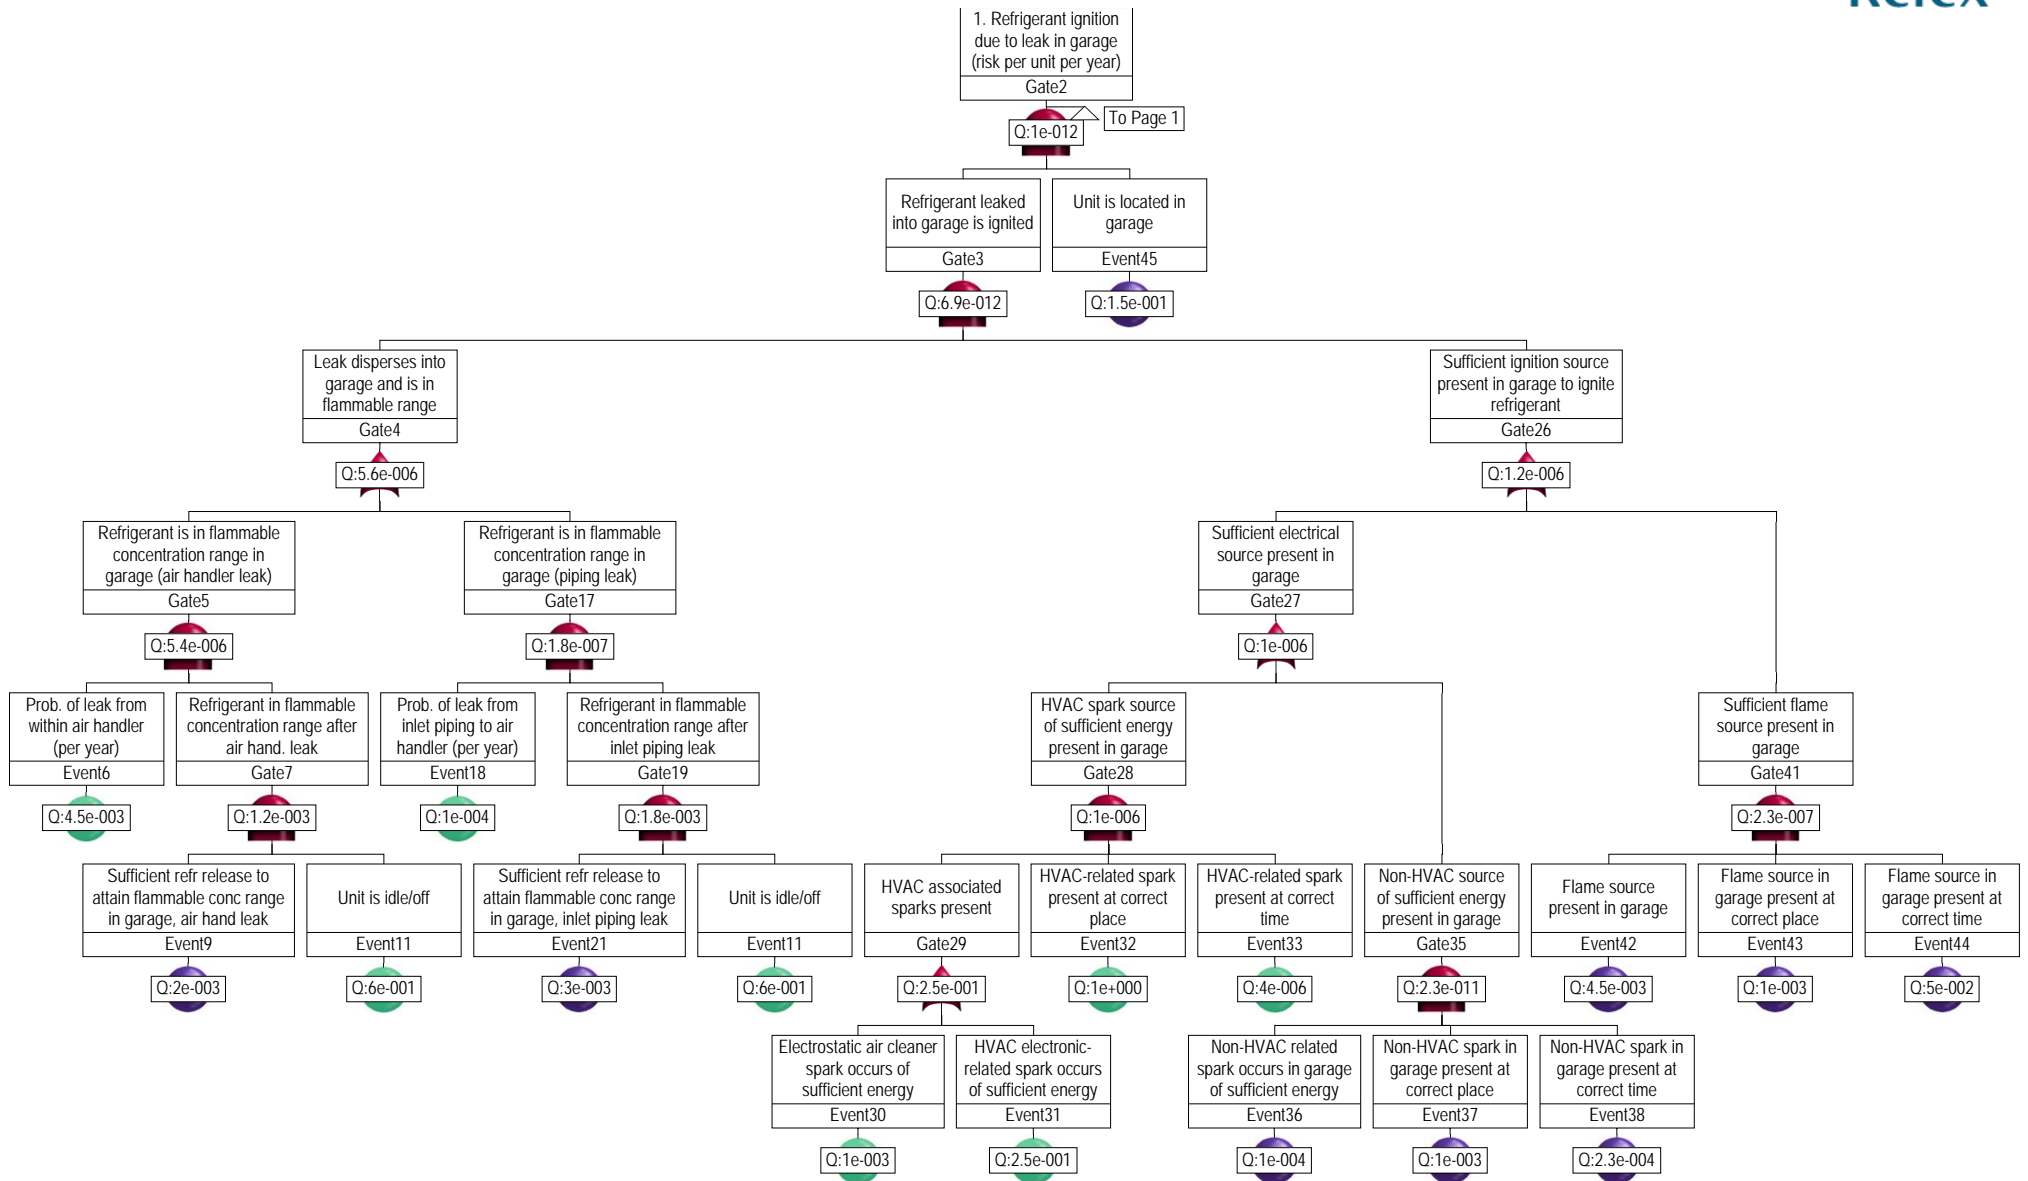 Relex
1. Refrigerant ignition
due to leak in garage
(risk per unit per year)
Gate2
To Page 1
Q:1e-012
Refrigerant leaked
into garage is ignited
Gate3
Q:6.9e-012
Unit is located in
garage
Event45
Q:1.5e-001
Leak disperses into
garage and is in
flammable range
Gate4
Q:5.6e-006
Sufficient ignition source
present in garage to ignite
refrigerant
Gate26
Q:1.2e-006
Refrigerant is in flammable
concentration range in
garage (air handler leak)
Gate5
Q:5.4e-006
Refrigerant is in flammable
concentration range in
garage (piping leak)
Gate17
Q:1.8e-007
Sufficient electrical
source present in
garage
Gate27
Q:1e-006
Prob. of leak from
within air handler
(per year)
Event6
Q:4.5e-003
Refrigerant in flammable
concentration range after
air hand. leak
Gate7
Q:1.2e-003
Prob. of leak from
inlet piping to air
handler (per year)
Event18
Q:1e-004
Refrigerant in flammable
concentration range after
inlet piping leak
Gate19
Q:1.8e-003
HVAC spark source
of sufficient energy
present in garage
Gate28
Q:1e-006
Sufficient flame
source present in
garage
Gate41
Q:2.3e-007
Sufficient refr release to
attain flammable conc range
in garage, air hand leak
Event9
Q:2e-003
Unit is idle/off
Event11
Q:6e-001
Sufficient refr release to
attain flammable conc range
in garage, inlet piping leak
Event21
Q:3e-003
Unit is idle/off
Event11
Q:6e-001
HVAC associated
sparks present
Gate29
Q:2.5e-001
HVAC-related spark
present at correct
place
Event32
Q:1e+000
HVAC-related spark
present at correct
time
Event33
Q:4e-006
Non-HVAC source
of sufficient energy
present in garage
Gate35
Q:2.3e-011
Flame source
present in garage
Event42
Q:4.5e-003
Flame source in
garage present at
correct place
Event43
Q:1e-003
Flame source in
garage present at
correct time
Event44
Q:5e-002
Electrostatic air cleaner
spark occurs of
sufficient energy
Event30
Q:1e-003
HVAC electronic-
related spark occurs
of sufficient energy
Event31
Q:2.5e-001
Non-HVAC related
spark occurs in garage
of sufficient energy
Event36
Q:1e-004
Non-HVAC spark in
garage present at
correct place
Event37
Q:1e-003
Non-HVAC spark in
garage present at
correct time
Event38
Q:2.3e-004